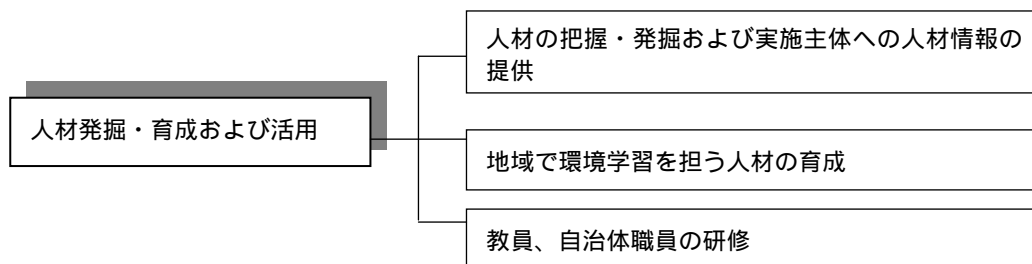 人材発掘・育成および活用
人材の把握・発掘および実施主体への人材情報の
提供
地域で環境学習を担う人材の育成
教員、自治体職員の研修